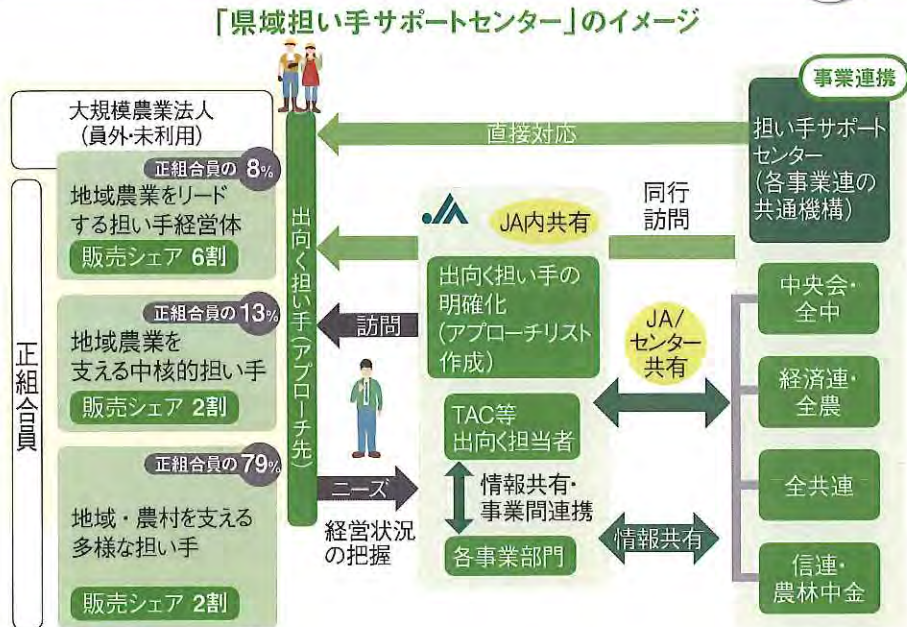 「県域担い手サポートセンター」のイメージ
大規模農業法人
(員外・未利用)
正組合員
正組合員の8%
地域農業をリード
する担い手経営体
販売シェア 6割
正組合員の13%
地域農業を
支える中核的担い手
販売シェア 2割
正組合員の79%
地域・農村を支える
多様な担い手
販売シェア 2割
出向く担い手(アプローチ先)
直接対応
訪問
ニーズ
経営状況
の把握
JA
JA内共有
出向く担い手の
明確化
(アプローチリスト
作成)
TAC等
出向く担当者
情報共有・
事業間連携
各事業部門
同行
訪問
JA/
センター
共有
情報共有
事業連携
担い手サポート
センター
(各事業連の
共通機構)
中央会・
全中
経済連・
全農
全共連
信連・
農林中金